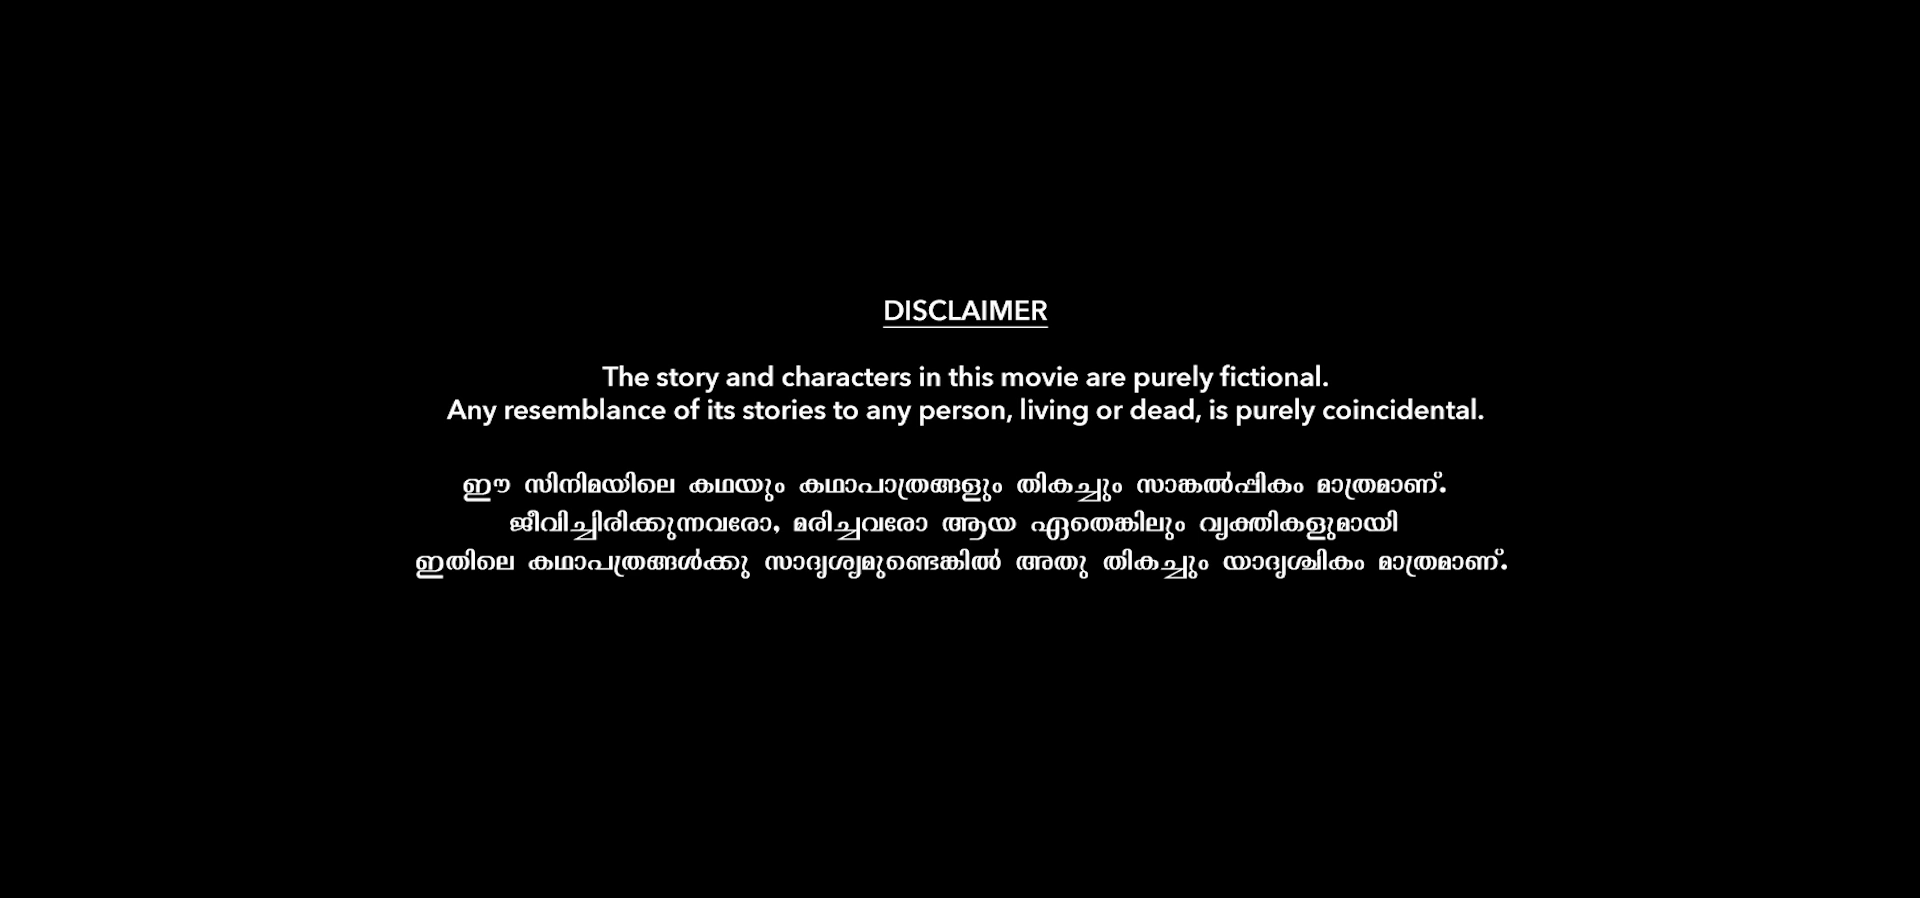 DISCLAIMER
The story and characters in this movie are purely fictional.
Any resemblance of its stories to any person, living or dead, is purely coincidental.
ഈ സിനിമയിലെ കഥയും കഥാപാത്രങ്ങളും തികച്ചും സാങ്കൽപ്പികം മാത്രമാണ്.
ജീവിച്ചിരിക്കുന്നവരോ, മരിച്ചവരോ ആയ ഏതെങ്കിലും വ്യക്തികളുമായി
ഇതിലെ കഥാപത്രങ്ങൾക്കു സാദൃശ്യമുണ്ടെങ്കിൽ അതു തികച്ചും യാദൃശ്ചികം മാത്രമാണ്.